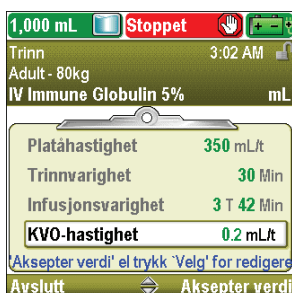 1,000 mL Stoppet
Trinn 3:02 AM
Adult - 80kg
IV Immune Globulin 5% mL
Platåhastighet 350 mL/t
Trinnvarighet 30 Min
Infusjonsvarighet 3 T 42 Min
KVO-hastighet 0.2 mL/t
'Aksepter verdi' el trykk `Velg' for redigere
Avslutt Aksepter verdi